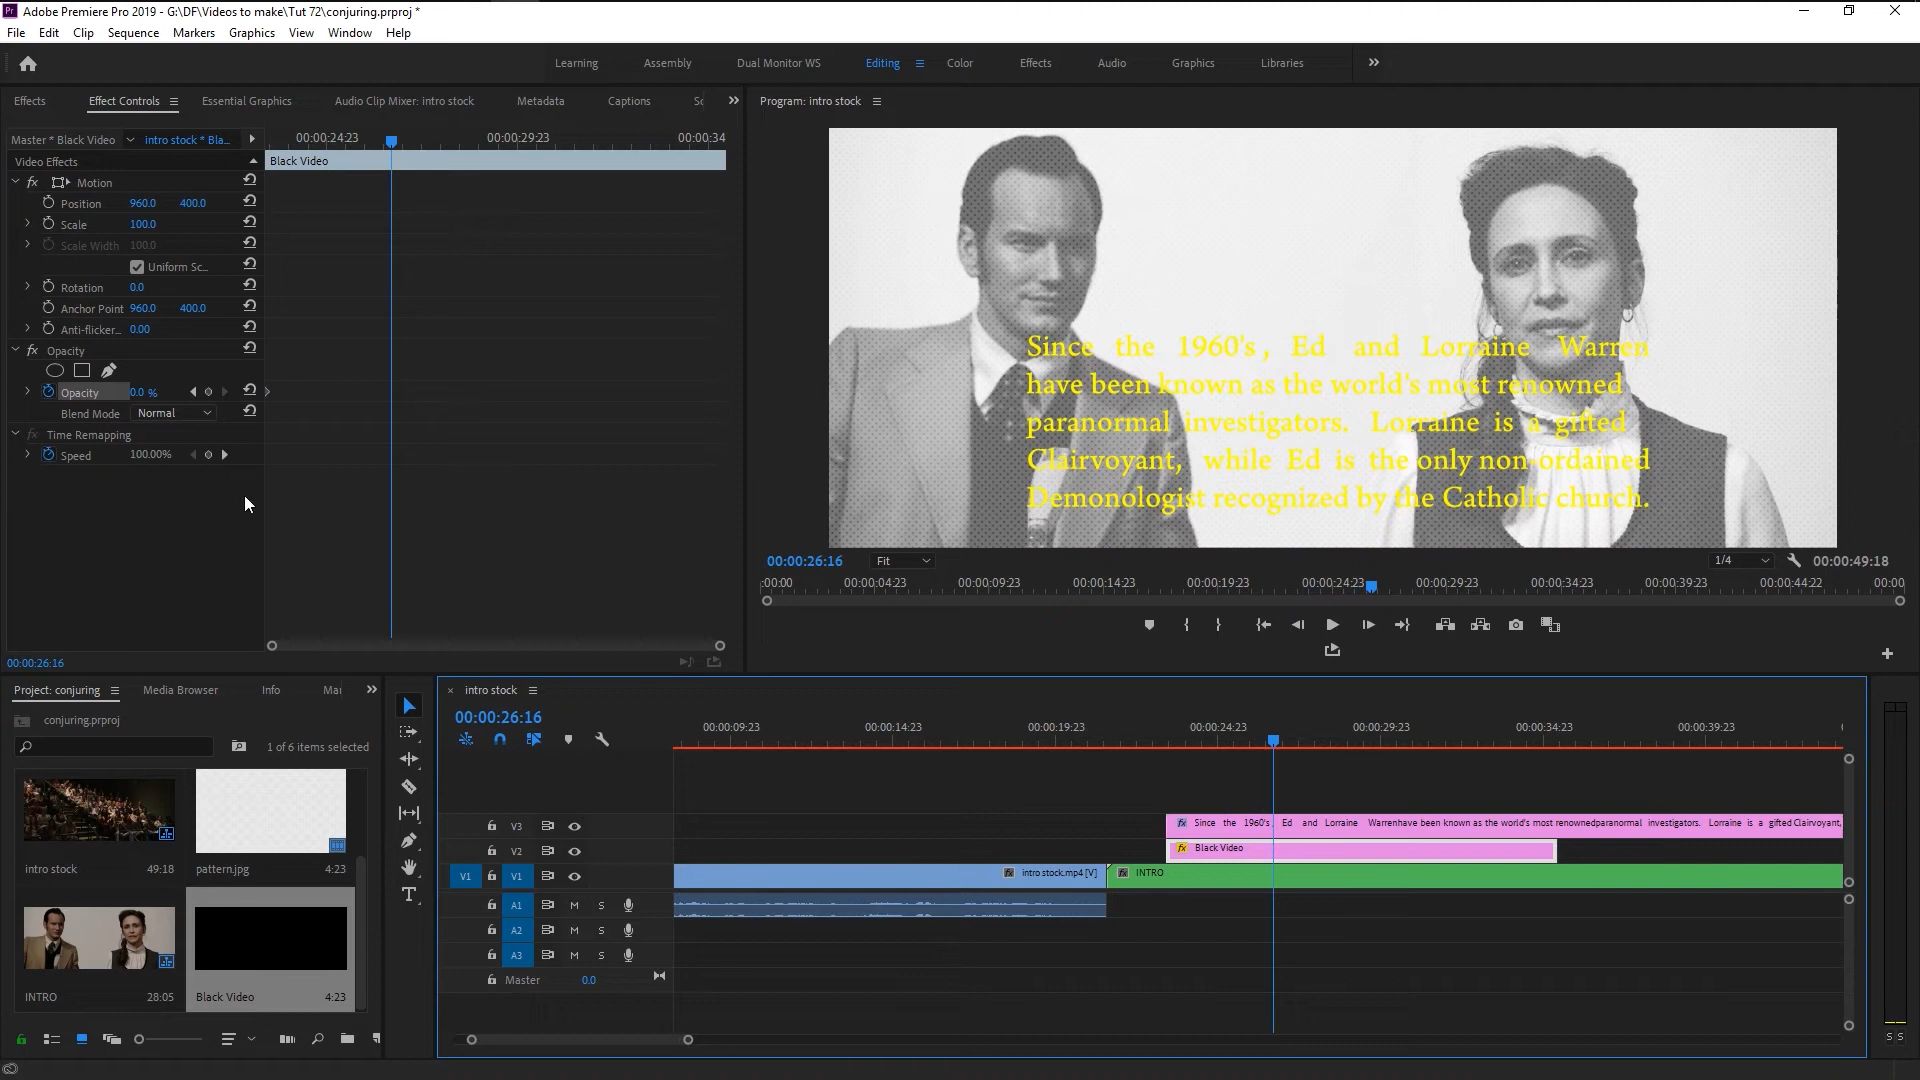 Adobe Premiere Pro 2019 - G:\DF\Videos to make\Tut 72\conjuring.prproj *
File Edit Clip Sequence Markers Graphics View Window Help
Learning Assembly Dual Monitor WS Editing Color Effects Audio Graphics Libraries
Effects Effect Controls Essential Graphics Audio Clip Mixer: intro stock Metadata Captions Sc
Program: intro stock
Master * Black Video intro stock * Bla...
00:00:24:23 00:00:29:23 00:00:34
Video Effects
Black Video
fx Motion
Position 960.0 400.0
Scale 100.0
Scale Width 100.0
Uniform Sc...
Rotation 0.0
Anchor Point 960.0 400.0
Anti-flicker... 0.00
fx Opacity
Opacity 0.0 %
Blend Mode Normal
fx Time Remapping
Speed 100.00%
00:00:26:16
Since the 1960's , Ed and Lorraine Warren
have been known as the world's most renowned
paranormal investigators. Lorraine is a gifted
Clairvoyant, while Ed is the only non-ordained
Demonologist recognized by the Catholic church.
00:00:26:16 Fit 1/4 00:00:49:18
:00:00 00:00:04:23 00:00:09:23 00:00:14:23 00:00:19:23 00:00:24:23 00:00:29:23 00:00:34:23 00:00:39:23 00:00:44:22 00:00
Project: conjuring Media Browser Info Mar
conjuring.prproj
1 of 6 items selected
intro stock 49:18
pattern.jpg 4:23
INTRO 28:05
Black Video 4:23
intro stock
00:00:26:16
00:00:09:23 00:00:14:23 00:00:19:23 00:00:24:23 00:00:29:23 00:00:34:23 00:00:39:23
V3 fx Since the 1960's Ed and Lorraine Warrenhave been known as the world's most renownedparanormal investigators. Lorraine is a gifted Clairvoyant,
V2 fx Black Video
V1 V1 fx intro stock.mp4 [V] fx INTRO
A1 M S
A2 M S
A3 M S
Master 0.0
S S